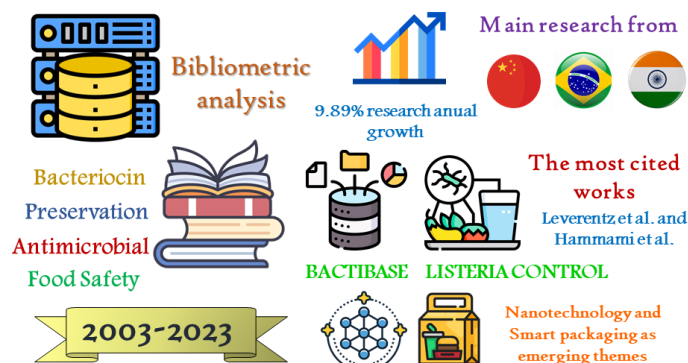 Main research from
Bibliometric
analysis
9.89% research anual
growth
Bacteriocin
Preservation
Antimicrobial
Food Safety
The most cited
works
Leverentz et al. and
Hammami et al.
BACTIBASE
LISTERIA CONTROL
2003-2023
Nanotechnology and
Smart packaging as
emerging themes